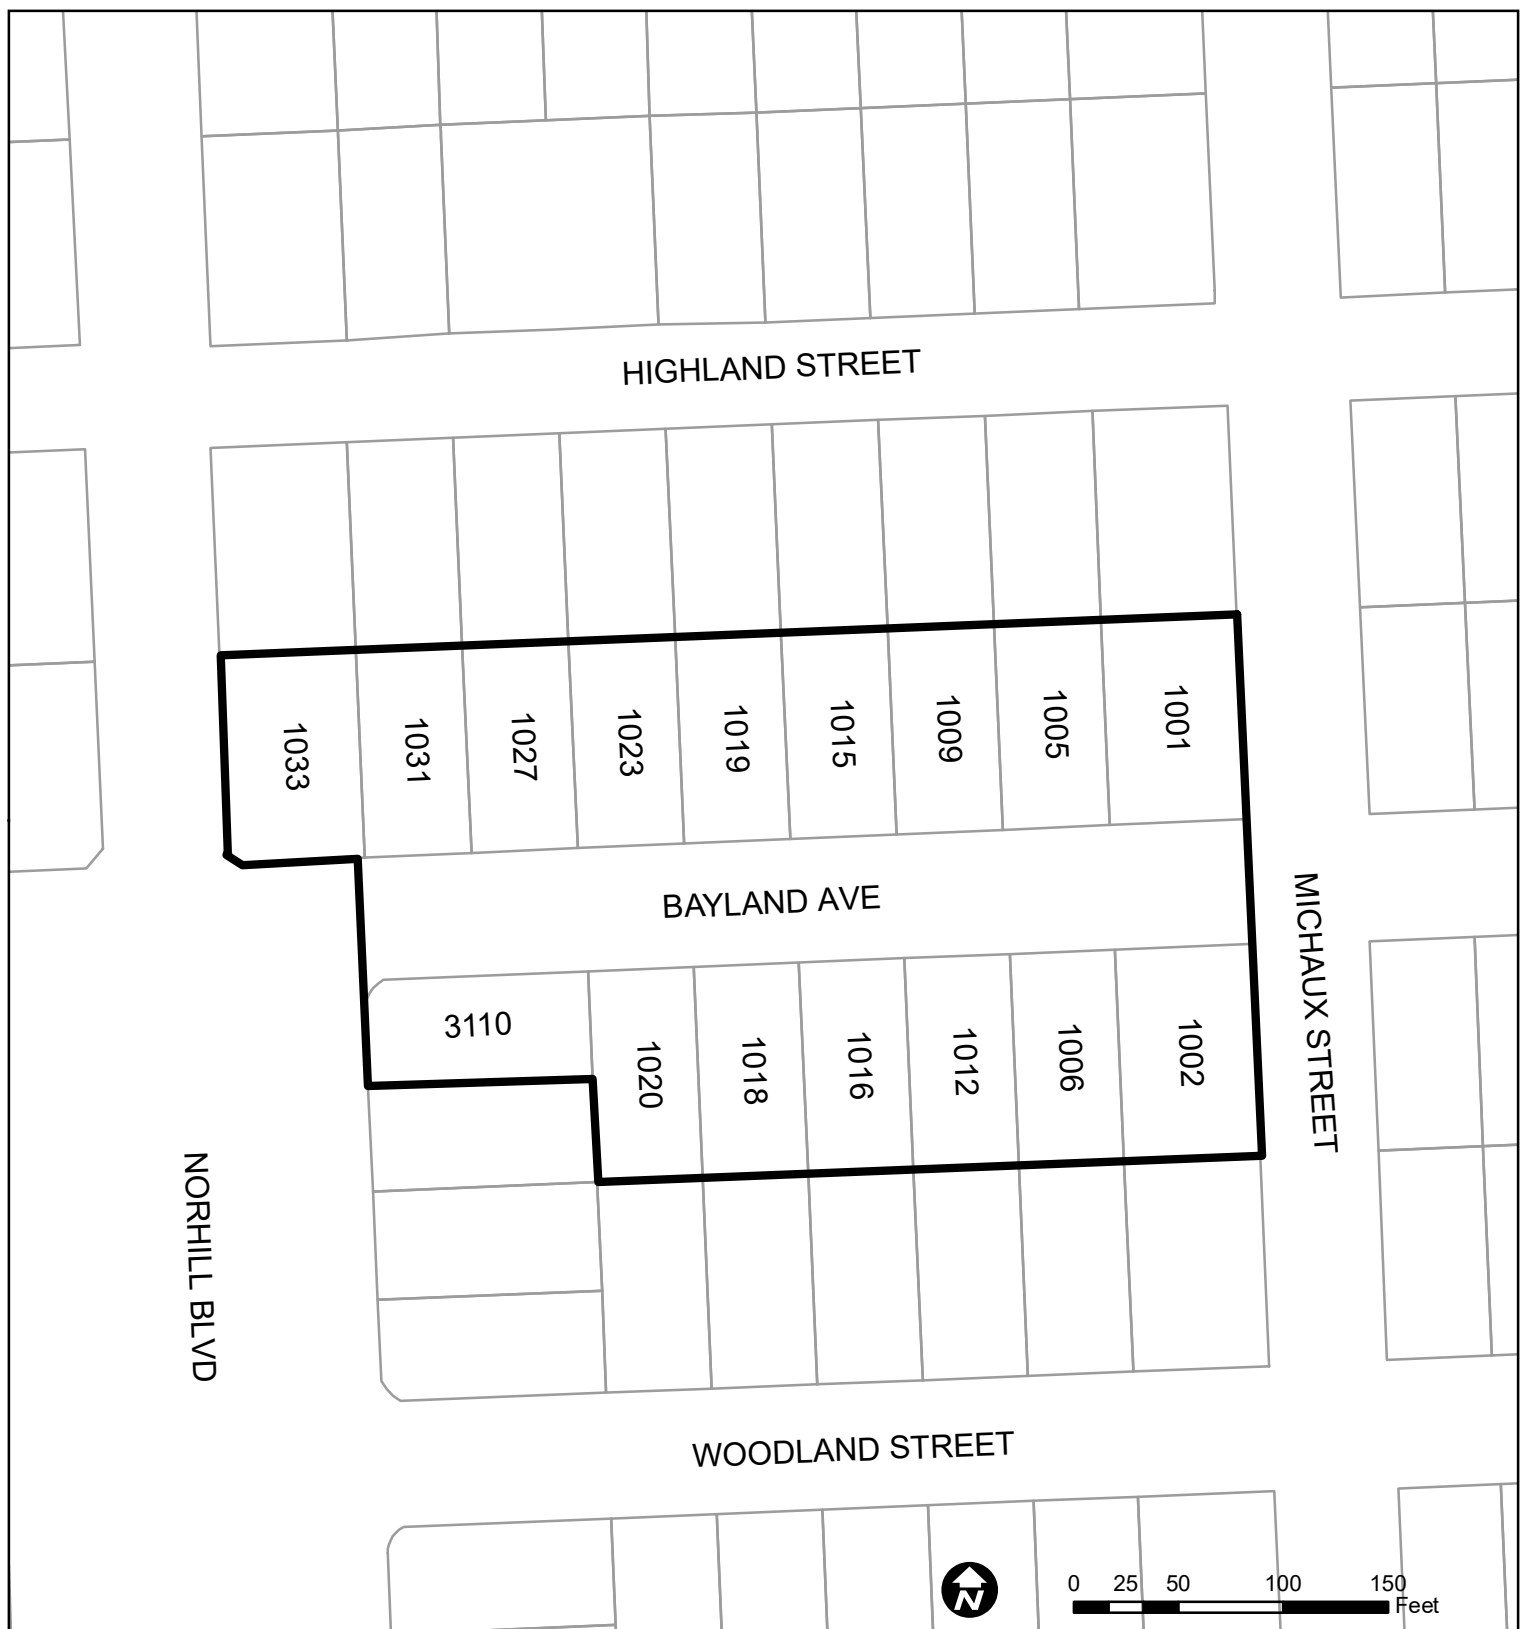 HIGHLAND STREET
1033
1031
1027
1023
1019
1015
1009
1005
1001
BAYLAND AVE
MICHAUX STREET
3110
1020
1018
1016
1012
1006
1002
NORHILL BLVD
WOODLAND STREET
N
0 25 50 100 150
Feet